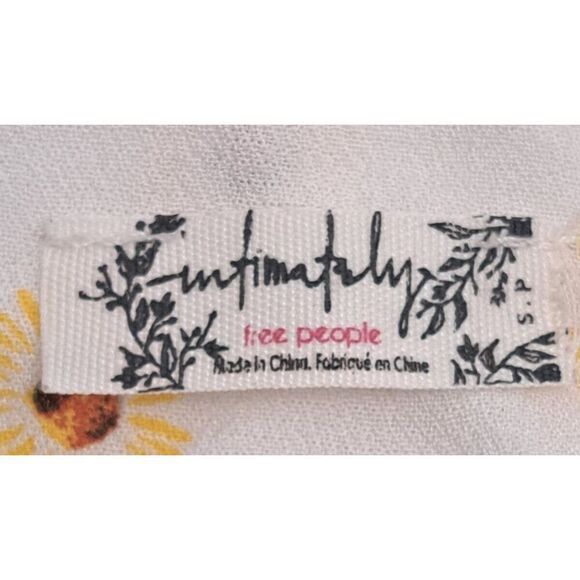 intimately
free people
Made in China. Fabriqué en Chine
S.P